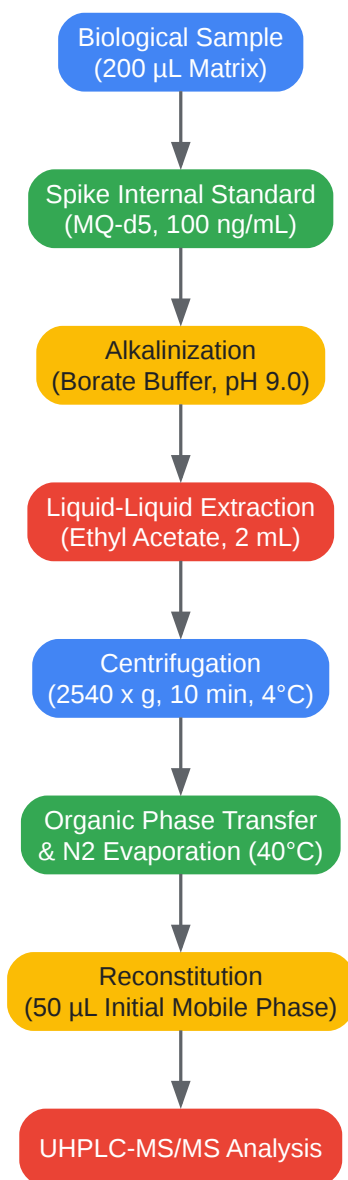 Biological Sample
(200 µL Matrix)
Spike Internal Standard
(MQ-d5, 100 ng/mL)
Alkalinization
(Borate Buffer, pH 9.0)
Liquid-Liquid Extraction
(Ethyl Acetate, 2 mL)
Centrifugation
(2540 x g, 10 min, 4°C)
Organic Phase Transfer
& N2 Evaporation (40°C)
Reconstitution
(50 µL Initial Mobile Phase)
UHPLC-MS/MS Analysis